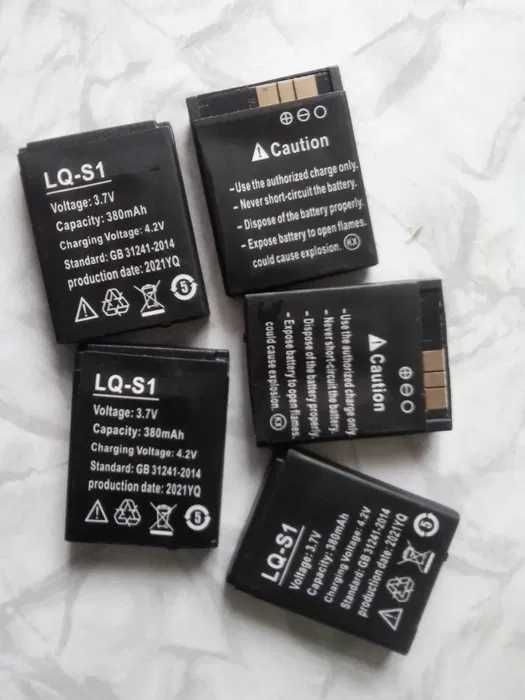 LQ-S1
Voltage: 3.7V
Capacity: 380mAh
Charging Voltage: 4.2V
Standard: GB 31241-2014
production date: 2021YQ
5
Caution
-Use the authorized charge only.
-Never short-circuit the battery.
-Dispose of the battery properly.
-Expose battery to open flames.
could cause explosion. KX
Caution
-Use the authorized charge only.
-Never short-circuit the battery.
-Dispose of the battery properly.
-Expose battery to open flames.
could cause explosion.
LQ-S1
Voltage: 3.7V
Capacity: 380mAh
Charging Voltage: 4.2V
Standard: GB 31241-2014
production date: 2021YQ
5
LQ-S1
Voltage: 3.7V
Capacity: 380mAh
Charging Voltage: 4.2V
Standard: GB 31241-2014
production date: 2021YQ
5